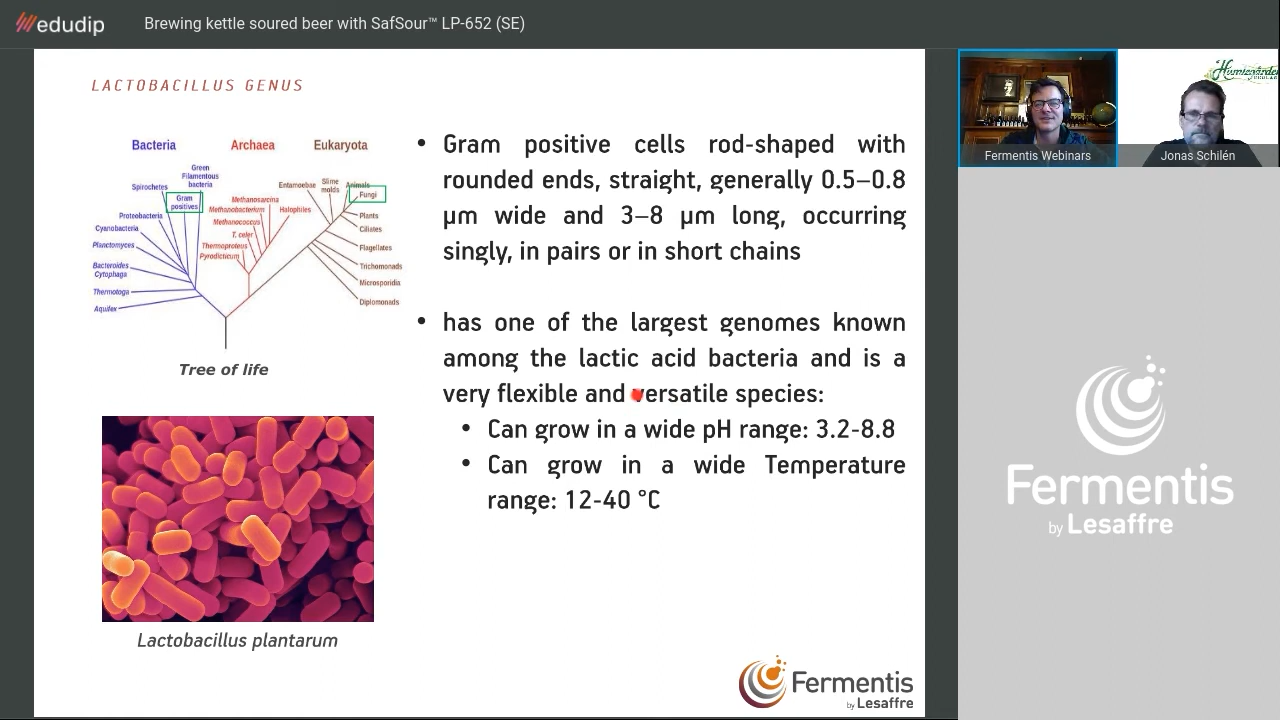 edudip
Brewing kettle soured beer with SafSour™ LP-652 (SE)
LACTOBACILLUS GENUS
Bacteria
Archaea
Eukaryota
Green
Filamentous
bacteria
Spirochetes
Gram
positives
Proteobacteria
Cyanobacteria
Planctomyces
Bacteroides
Cytophaga
Thermotoga
Aquifex
Methanosarcina
Methanobacterium
Halophiles
Methanococcus
T. celer
Thermoproteus
Pyrodicticum
Entamoebae
Slime
molds
Animals
Fungi
Plants
Ciliates
Flagellates
Trichomonads
Microsporidia
Diplomonads
Tree of life
Lactobacillus plantarum
• Gram positive cells rod-shaped with
rounded ends, straight, generally 0.5–0.8
μm wide and 3–8 μm long, occurring
singly, in pairs or in short chains
• has one of the largest genomes known
among the lactic acid bacteria and is a
very flexible and versatile species:
• Can grow in a wide pH range: 3.2-8.8
• Can grow in a wide Temperature
range: 12-40 °C
Fermentis
by Lesaffre
Fermentis Webinars
Jonas Schilén
Fermentis
by Lesaffre